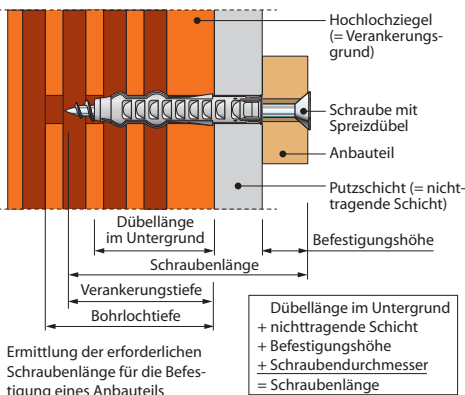 Hochlochziegel
(= Verankerungs-
grund)
Schraube mit
Spreizdübel
Anbauteil
Putzschicht (= nicht-
tragende Schicht)
Dübellänge
im Untergrund
Befestigungshöhe
Schraubenlänge
Verankerungstiefe
Bohrlochtiefe
Ermittlung der erforderlichen
Schraubenlänge für die Befes-
tigung eines Anbauteils
Dübellänge im Untergrund
+ nichttragende Schicht
+ Befestigungshöhe
+ Schraubendurchmesser
= Schraubenlänge